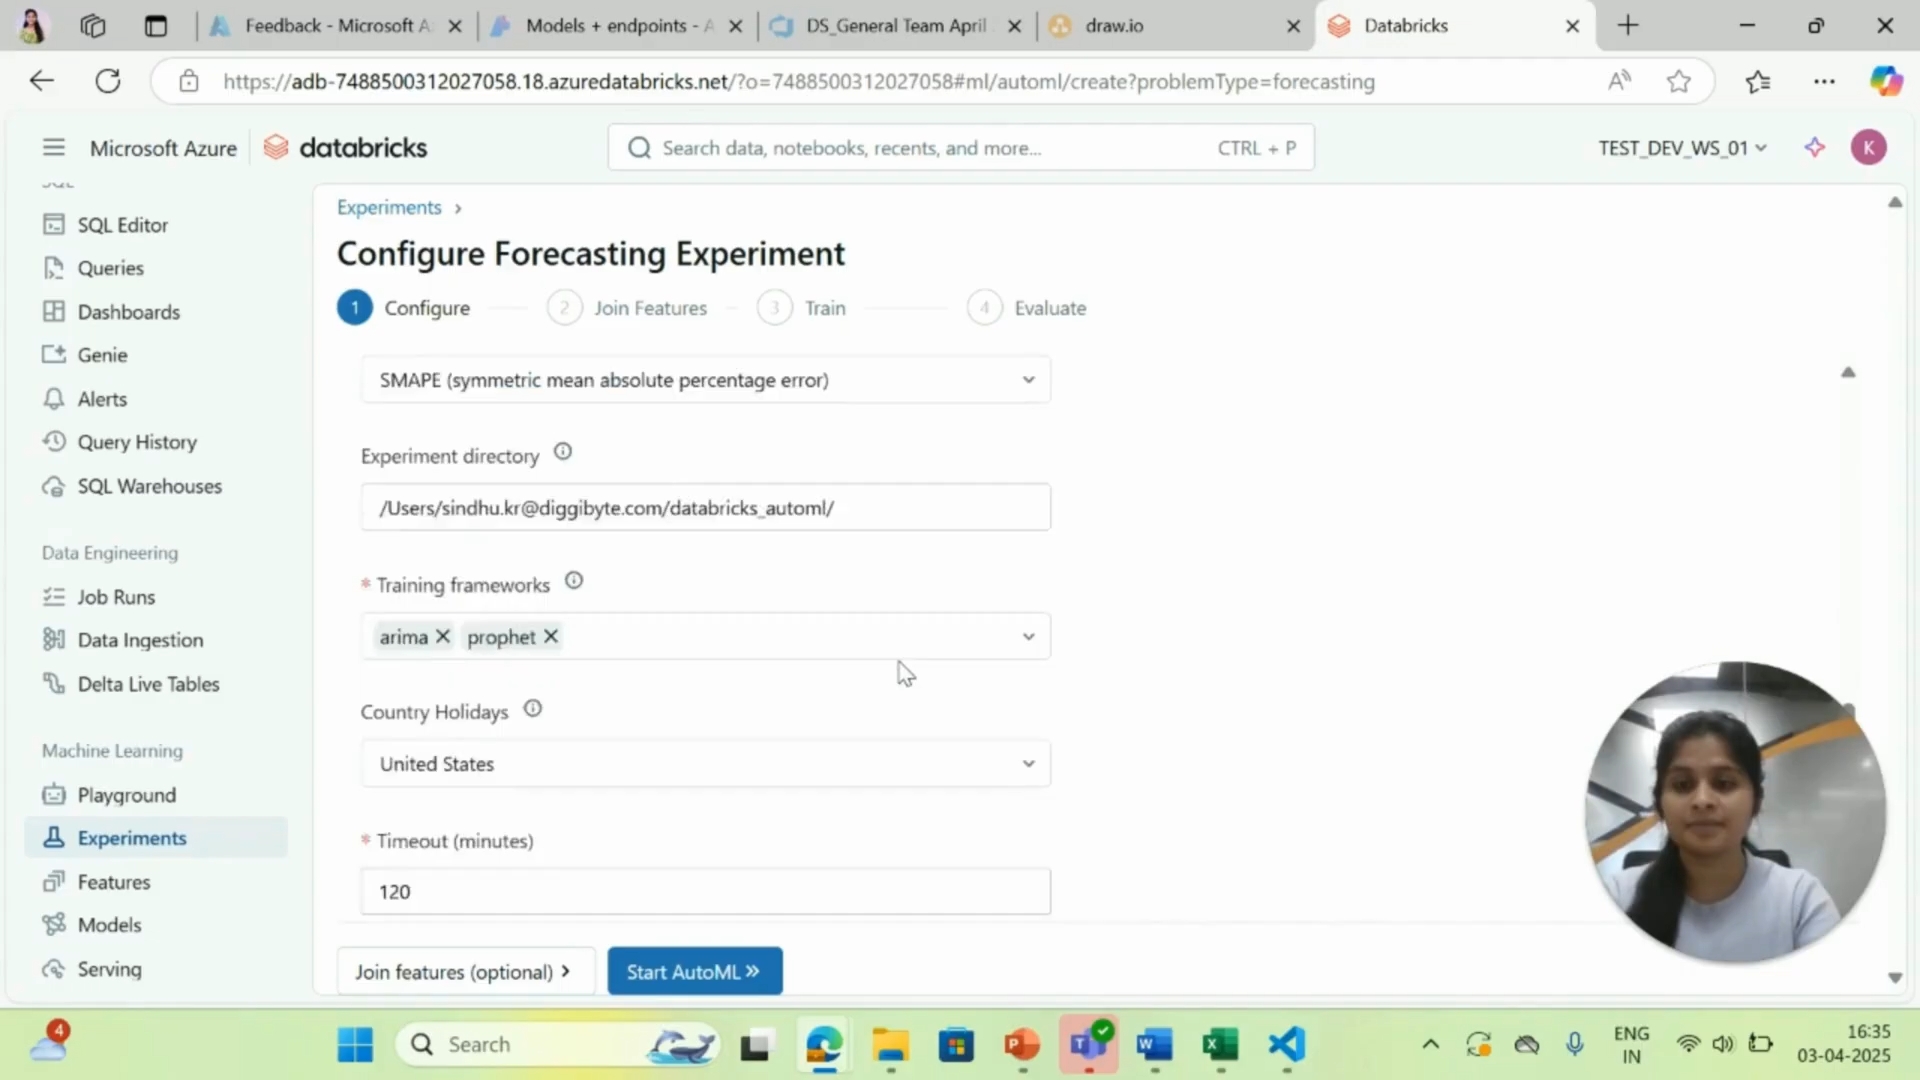 Feedback - Microsoft A
Models + endpoints - A
DS_General Team April
draw.io
Databricks
https://adb-7488500312027058.18.azuredatabricks.net/?o=7488500312027058#ml/automl/create?problemType=forecasting
Microsoft Azure
databricks
Search data, notebooks, recents, and more...
CTRL + P
TEST_DEV_WS_01
K
SQL
SQL Editor
Queries
Dashboards
Genie
Alerts
Query History
SQL Warehouses
Data Engineering
Job Runs
Data Ingestion
Delta Live Tables
Machine Learning
Playground
Experiments
Features
Models
Serving
Experiments >
Configure Forecasting Experiment
1 Configure
2 Join Features
3 Train
4 Evaluate
SMAPE (symmetric mean absolute percentage error)
Experiment directory
/Users/sindhu.kr@diggibyte.com/databricks_automl/
* Training frameworks
arima prophet
Country Holidays
United States
* Timeout (minutes)
120
Join features (optional)
Start AutoML
4
Search
ENG
IN
16:35
03-04-2025